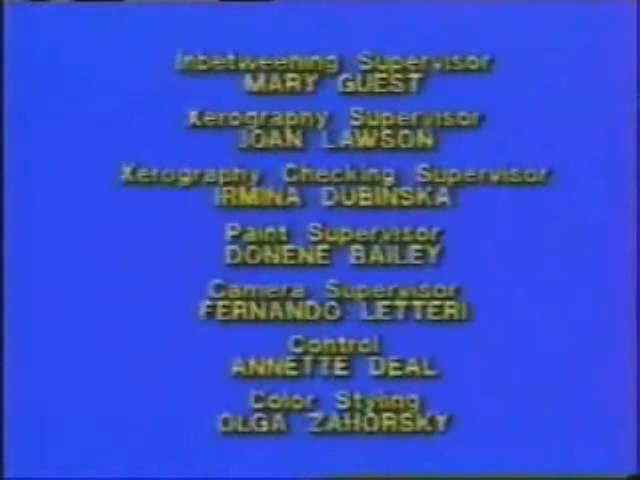 Inbetweening Supervisor
MARY GUEST
Xerography Supervisor
JOAN LAWSON
Xerography Checking Supervisor
IRMINA DUBINSKA
Paint Supervisor
DONENE BAILEY
Camera Supervisor
FERNANDO LETTERI
Control
ANNETTE DEAL
Color Styling
OLGA ZAHORSKY